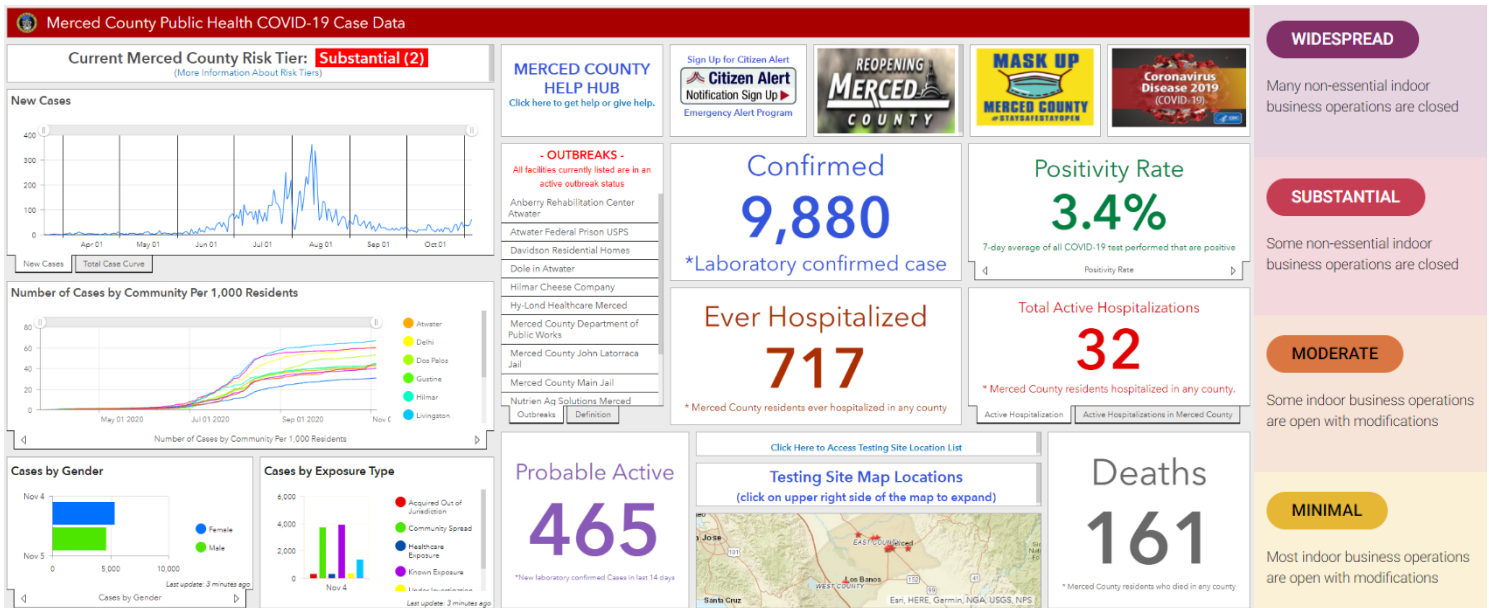 Merced County Public Health COVID-19 Case Data
Current Merced County Risk Tier: Substantial (2)
(More Information About Risk Tiers)
New Cases
400
300
200
100
0
Apr 01
May 01
Jun 01
Jul 01
Aug 01
Sep 01
Oct 01
New Cases
Total Case Curve
Number of Cases by Community Per 1,000 Residents
80
60
40
20
0
May 01 2020
Jul 01 2020
Sep 01 2020
Nov 0
Atwater
Delhi
Dos Palos
Gustine
Hilmar
Livingston
Number of Cases by Community Per 1,000 Residents
Cases by Gender
Nov 4
Nov 5
0
5,000
10,000
Female
Male
Last update: 3 minutes ago
Cases by Gender
Cases by Exposure Type
6,000
4,000
2,000
0
Nov 4
Acquired Out of
Jurisdiction
Community Spread
Healthcare
Exposure
Known Exposure
Under Investigation
Last update: 3 minutes ago
MERCED COUNTY
HELP HUB
Click here to get help or give help.
Sign Up for Citizen Alert
Citizen Alert
Notification Sign Up
Emergency Alert Program
REOPENING
MERCED
COUNTY
MASK UP
MERCED COUNTY
#STAYSAFESTAYOPEN
Coronavirus
Disease 2019
(COVID-19)
CDC
- OUTBREAKS -
All facilities currently listed are in an
active outbreak status
Anberry Rehabilitation Center
Atwater
Atwater Federal Prison USPS
Davidson Residential Homes
Dole in Atwater
Hilmar Cheese Company
Hy-Lond Healthcare Merced
Merced County Department of
Public Works
Merced County John Latorraca
Jail
Merced County Main Jail
Nutrien Ag Solutions Merced
Outbreaks
Definition
Confirmed
9,880
*Laboratory confirmed case
Positivity Rate
3.4%
7-day average of all COVID-19 test performed that are positive
Positivity Rate
Ever Hospitalized
717
* Merced County residents ever hospitalized in any county
Total Active Hospitalizations
32
* Merced County residents hospitalized in any county.
Active Hospitalization
Active Hospitalizations in Merced County
Probable Active
465
*New laboratory confirmed Cases in last 14 days
Click Here to Access Testing Site Location List
Testing Site Map Locations
(click on upper right side of the map to expand)
Jose
101
EAST COUNTY
Merced
WEST COUNTY
Los Banos
152
41
99
Santa Cruz
Esri, HERE, Garmin, NGA, USGS, NPS
Deaths
161
* Merced County residents who died in any county
WIDESPREAD
Many non-essential indoor
business operations are closed
SUBSTANTIAL
Some non-essential indoor
business operations are closed
MODERATE
Some indoor business operations
are open with modifications
MINIMAL
Most indoor business operations
are open with modifications